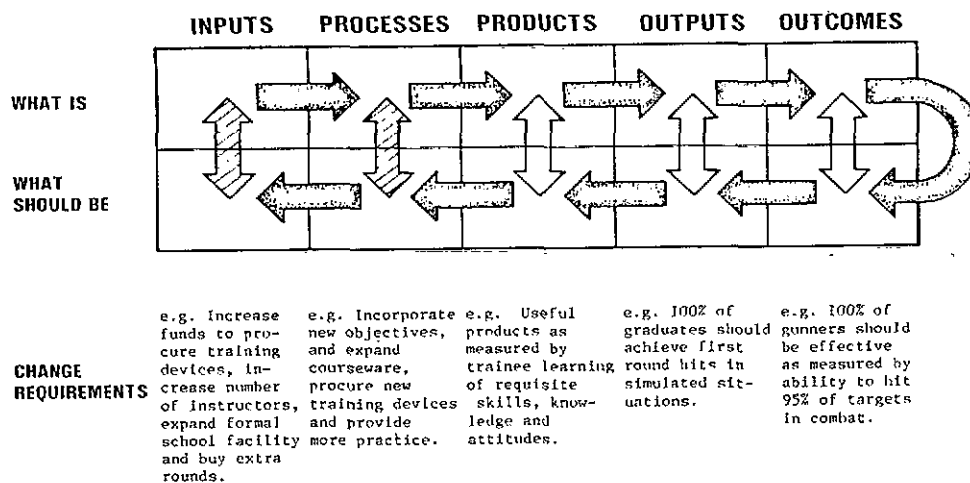 INPUTS PROCESSES PRODUCTS OUTPUTS OUTCOMES
WHAT IS
WHAT
SHOULD BE
CHANGE
REQUIREMENTS
e.g. Increase
funds to pro-
cure training
devices, in-
crease number
of instructors,
expand formal
school facility
and buy extra
rounds.
e.g. Incorporate
new objectives,
and expand
courseware,
procure new
training devices
and provide
more practice.
e.g. Useful
products as
measured by
trainee learning
of requisite
skills, know-
ledge and
attitudes.
e.g. 100% of
graduates should
achieve first
round hits in
simulated sit-
uations.
e.g. 100% of
gunners should
be effective
as measured by
ability to hit
95% of targets
in combat.